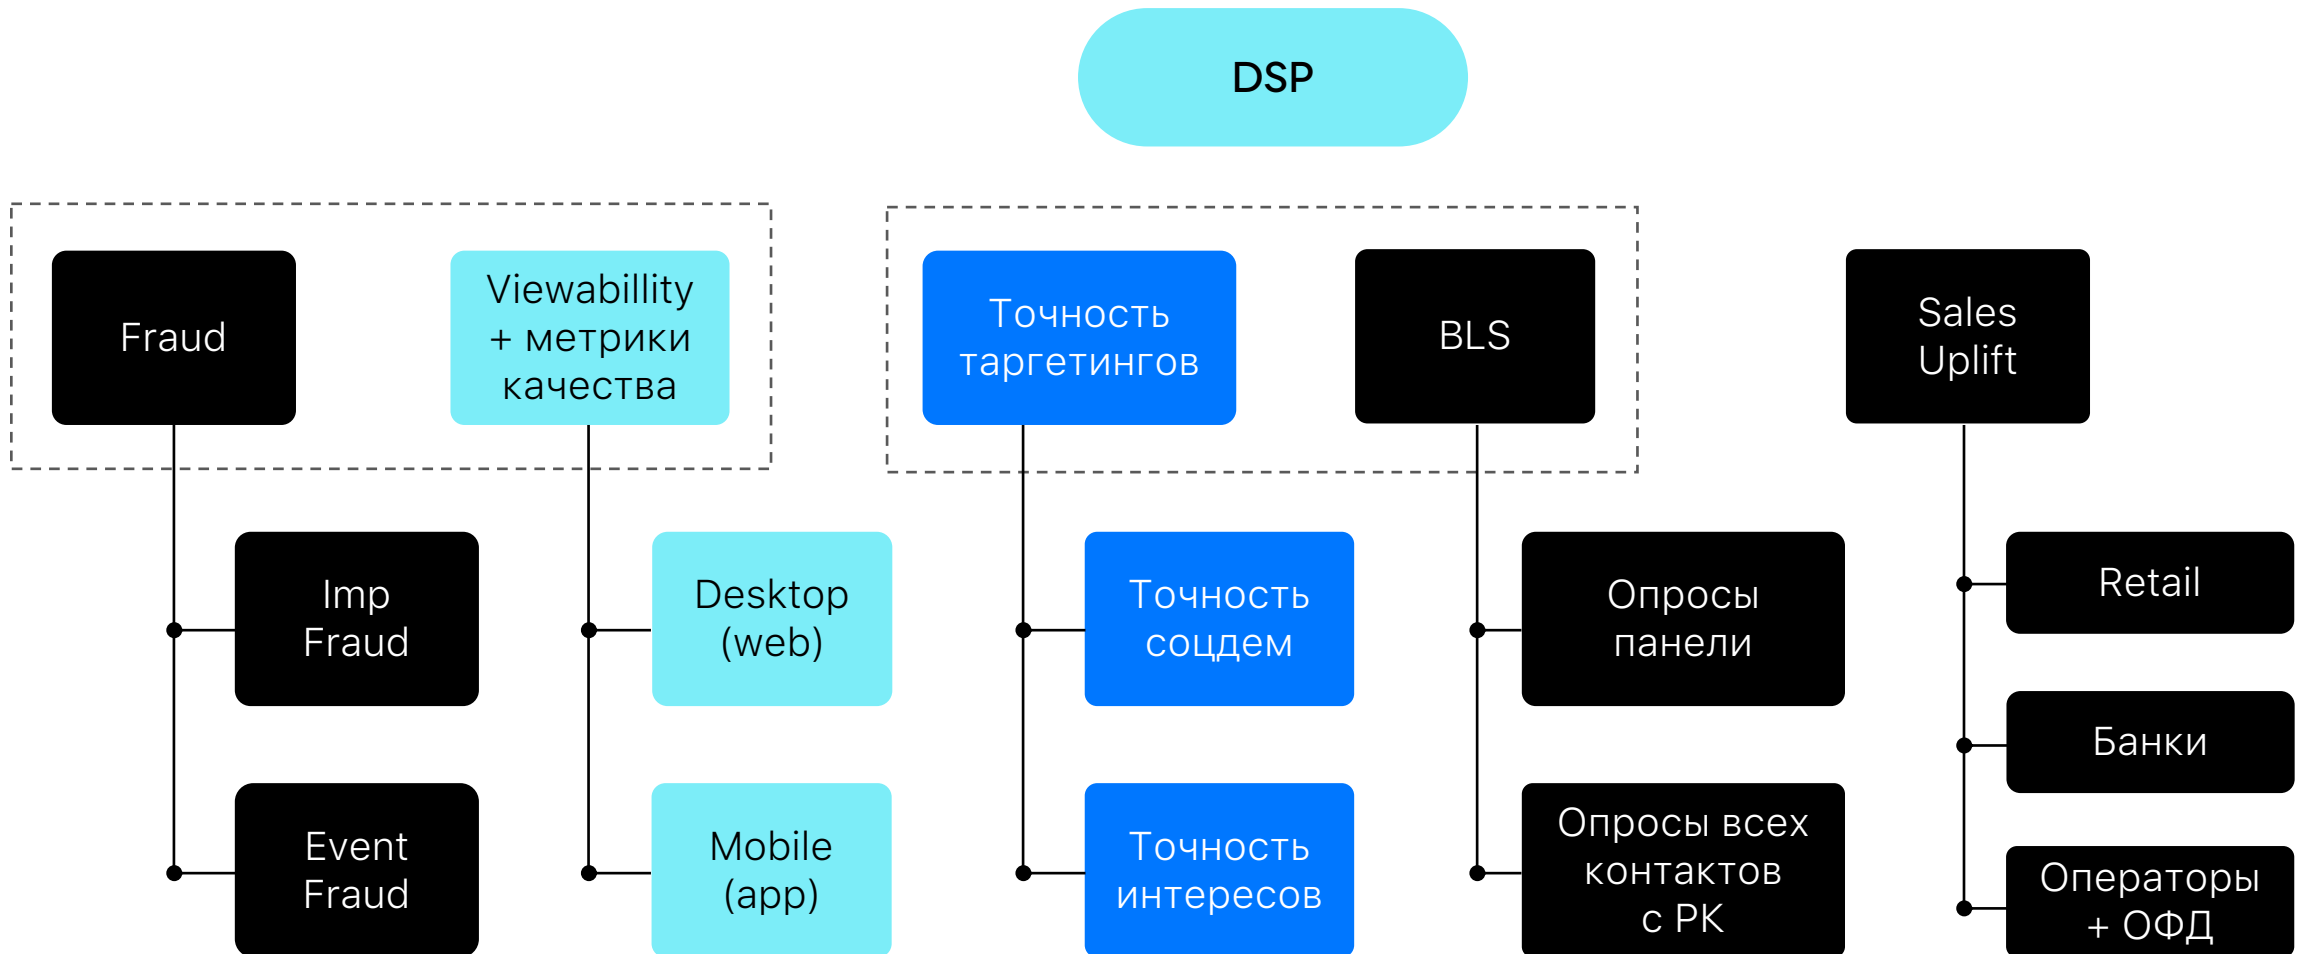 DSP
Fraud
Viewabillity
+ метрики
качества
Точность
таргетингов
BLS
Sales
Uplift
Imp
Fraud
Desktop
(web)
Точность
соцдем
Опросы
панели
Retail
Банки
Event
Fraud
Mobile
(app)
Точность
интересов
Опросы всех
контактов
с РК
Операторы
+ ОФД